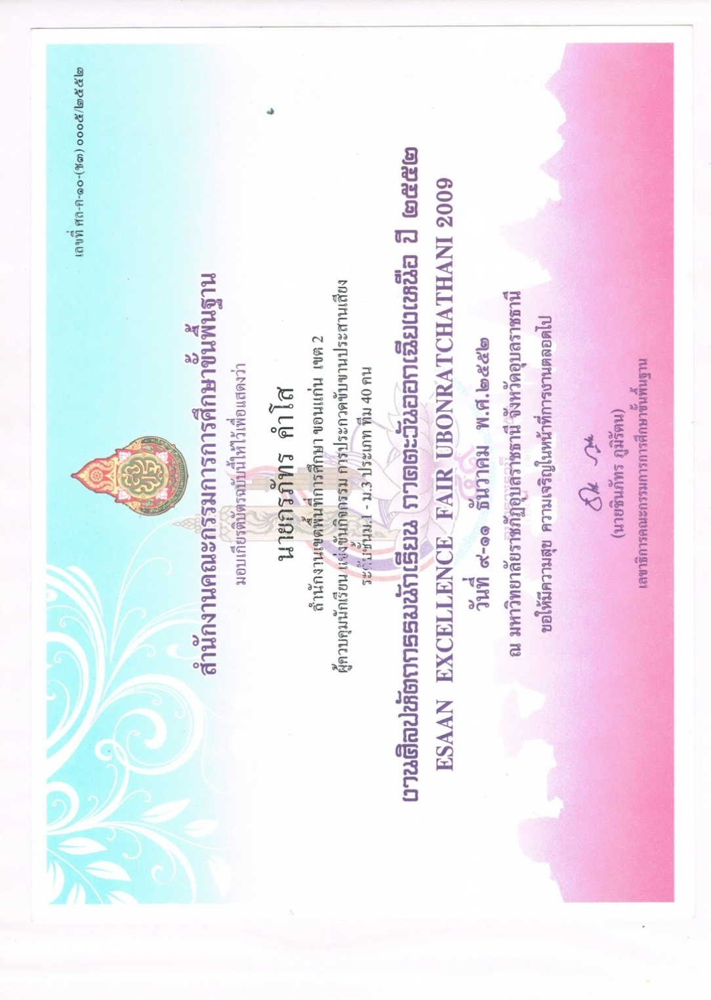 เลขที่ ศล-ค-๑๐-(ช๓) ๐๐๐๕/๒๕๕๒
สำนักงานคณะกรรมการการศึกษาขั้นพื้นฐาน
มอบเกียรติบัตรฉบับนี้ให้ไว้เพื่อแสดงว่า
นายกรภัทร คำโส
สำนักงานเขตพื้นที่การศึกษา ขอนแก่น เขต 2
ผู้ควบคุมนักเรียน แข่งขันกิจกรรม การประกวดขับขานประสานเสียง
ระดับชั้นม.1 - ม.3 ประเภท ทีม 40 คน
งานศิลปหัตถกรรมนักเรียน ภาคตะวันออกเฉียงเหนือ ปี ๒๕๕๒
ESAAN EXCELLENCE FAIR UBONRATCHATHANI 2009
วันที่ ๙-๑๑ ธันวาคม พ.ศ.๒๕๕๒
ณ มหาวิทยาลัยราชภัฏอุบลราชธานี จังหวัดอุบลราชธานี
ขอให้มีความสุข ความเจริญในหน้าที่การงานตลอดไป
(นายชินภัทร ภูมิรัตน)
เลขาธิการคณะกรรมการการศึกษาขั้นพื้นฐาน